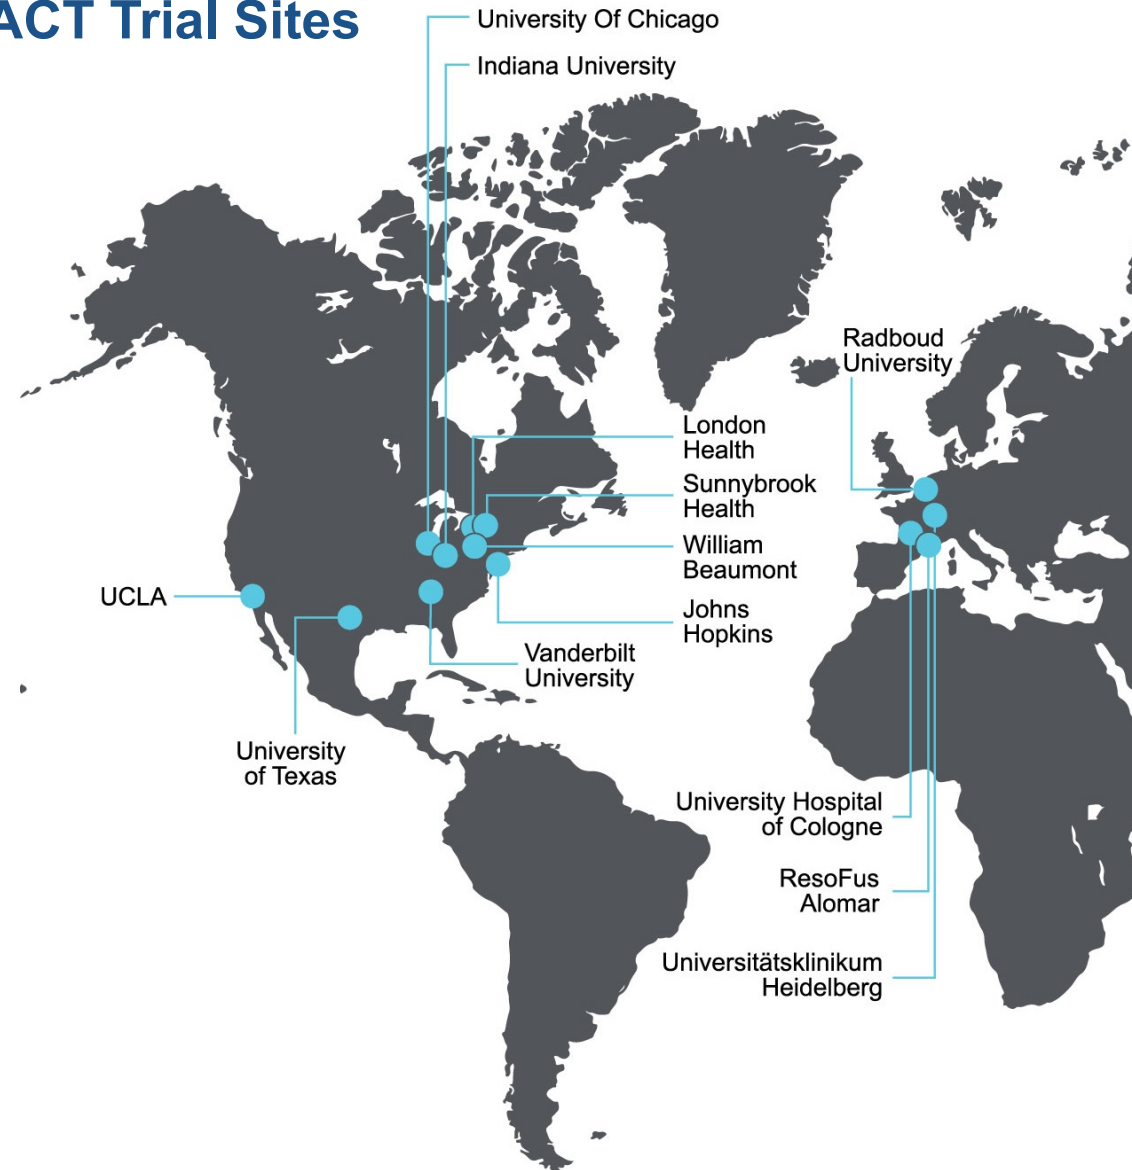 ACT Trial Sites
University Of Chicago
Indiana University
Radboud
University
London
Health
Sunnybrook
Health
William
Beaumont
UCLA
Johns
Hopkins
Vanderbilt
University
University
of Texas
University Hospital
of Cologne
ResoFus
Alomar
Universitätsklinikum
Heidelberg